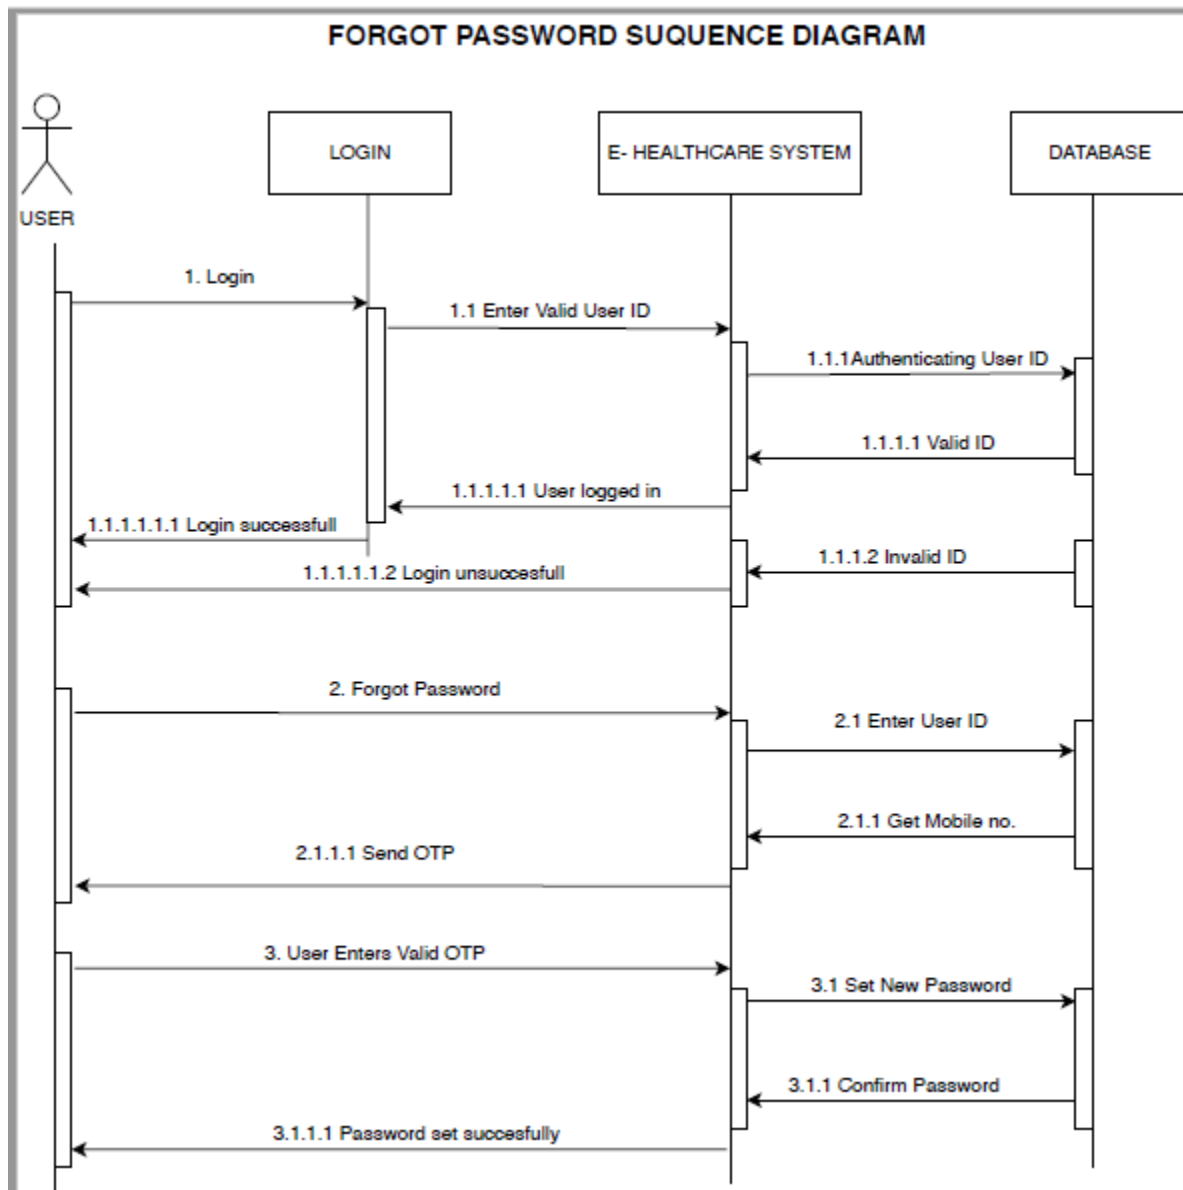 FORGOT PASSWORD SUQUENCE DIAGRAM
USER
LOGIN
E- HEALTHCARE SYSTEM
DATABASE
1. Login
1.1 Enter Valid User ID
1.1.1Authenticating User ID
1.1.1.1 Valid ID
1.1.1.1.1 User logged in
1.1.1.1.1.1 Login successfull
1.1.1.2 Invalid ID
1.1.1.1.1.2 Login unsuccesfull
2. Forgot Password
2.1 Enter User ID
2.1.1 Get Mobile no.
2.1.1.1 Send OTP
3. User Enters Valid OTP
3.1 Set New Password
3.1.1 Confirm Password
3.1.1.1 Password set succesfully